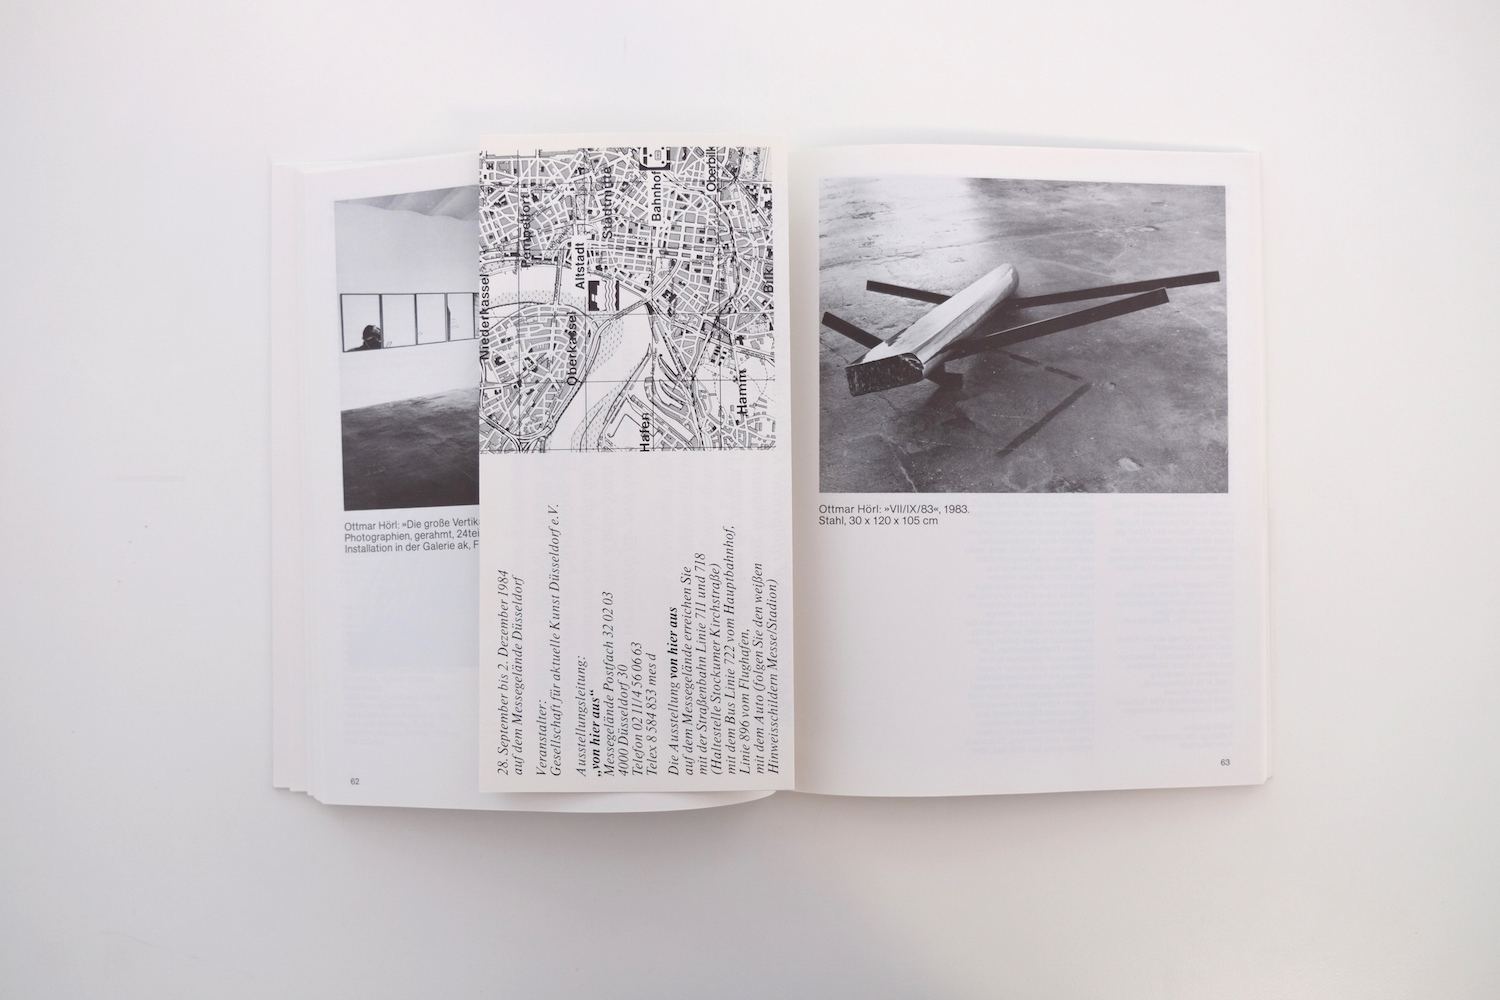 Ottmar Hörl: »Die große Vertik
Photographien, gerahmt, 24tei
Installation in der Galerie ak, F
62
Niederkassel
Pempelfort
Oberkassel
Altstadt
Stadtmitte
Hafen
Bahnhof
Oberbilk
Hamm
Bilk
28. September bis 2. Dezember 1984
auf dem Messegelände Düsseldorf
Veranstalter:
Gesellschaft für aktuelle Kunst Düsseldorf e.V.
Ausstellungsleitung:
„von hier aus“
Messegelände Postfach 32 02 03
4000 Düsseldorf 30
Telefon 02 11/4 56 06 63
Telex 8 584 853 mes d
Die Ausstellung von hier aus
auf dem Messegelände erreichen Sie
mit der Straßenbahn Linie 711 und 718
(Haltestelle Stockumer Kirchstraße)
mit dem Bus Linie 722 vom Hauptbahnhof,
Linie 896 vom Flughafen,
mit dem Auto (folgen Sie den weißen
Hinweisschildern Messe/Stadion)
Ottmar Hörl: »VII/IX/83«, 1983.
Stahl, 30 x 120 x 105 cm
63